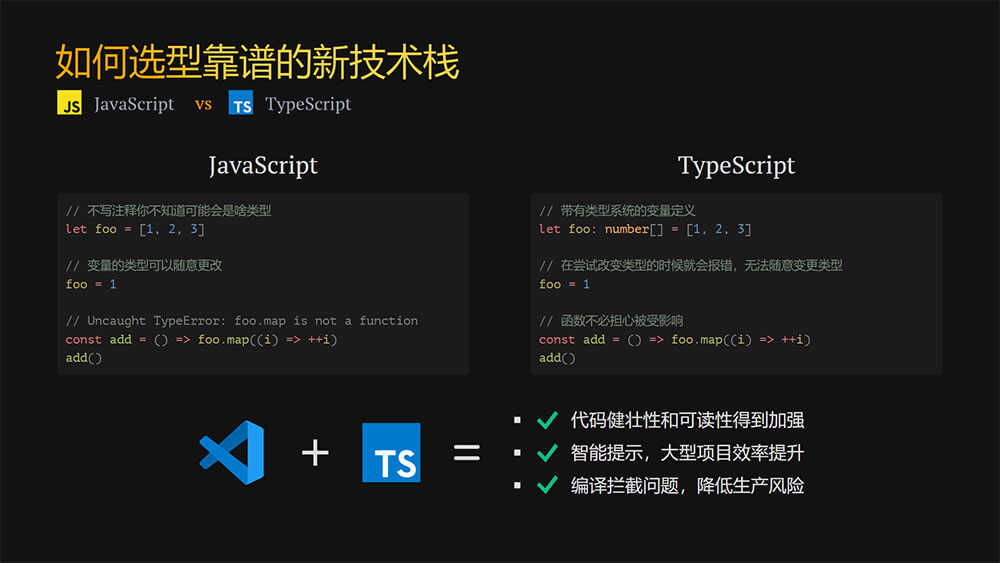 如何选型靠谱的新技术栈
JS JavaScript vs TS TypeScript
JavaScript
// 不写注释你不知道可能会是啥类型
let foo = [1, 2, 3]
// 变量的类型可以随意更改
foo = 1
// Uncaught TypeError: foo.map is not a function
const add = () => foo.map((i) => ++i)
add()
TypeScript
// 带有类型系统的变量定义
let foo: number[] = [1, 2, 3]
// 在尝试改变类型的时候就会报错，无法随意变更类型
foo = 1
// 函数不必担心被受影响
const add = () => foo.map((i) => ++i)
add()
+ TS =
代码健壮性和可读性得到加强
智能提示，大型项目效率提升
编译拦截问题，降低生产风险